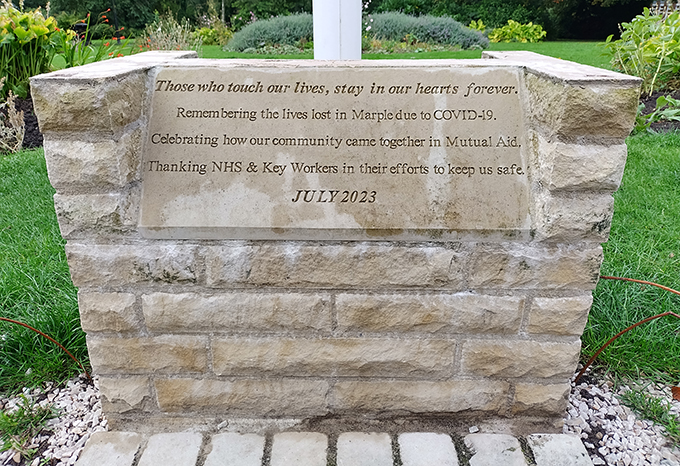 Those who touch our lives, stay in our hearts forever.
Remembering the lives lost in Marple due to COVID-19.
Celebrating how our community came together in Mutual Aid.
Thanking NHS & Key Workers in their efforts to keep us safe.
JULY 2023